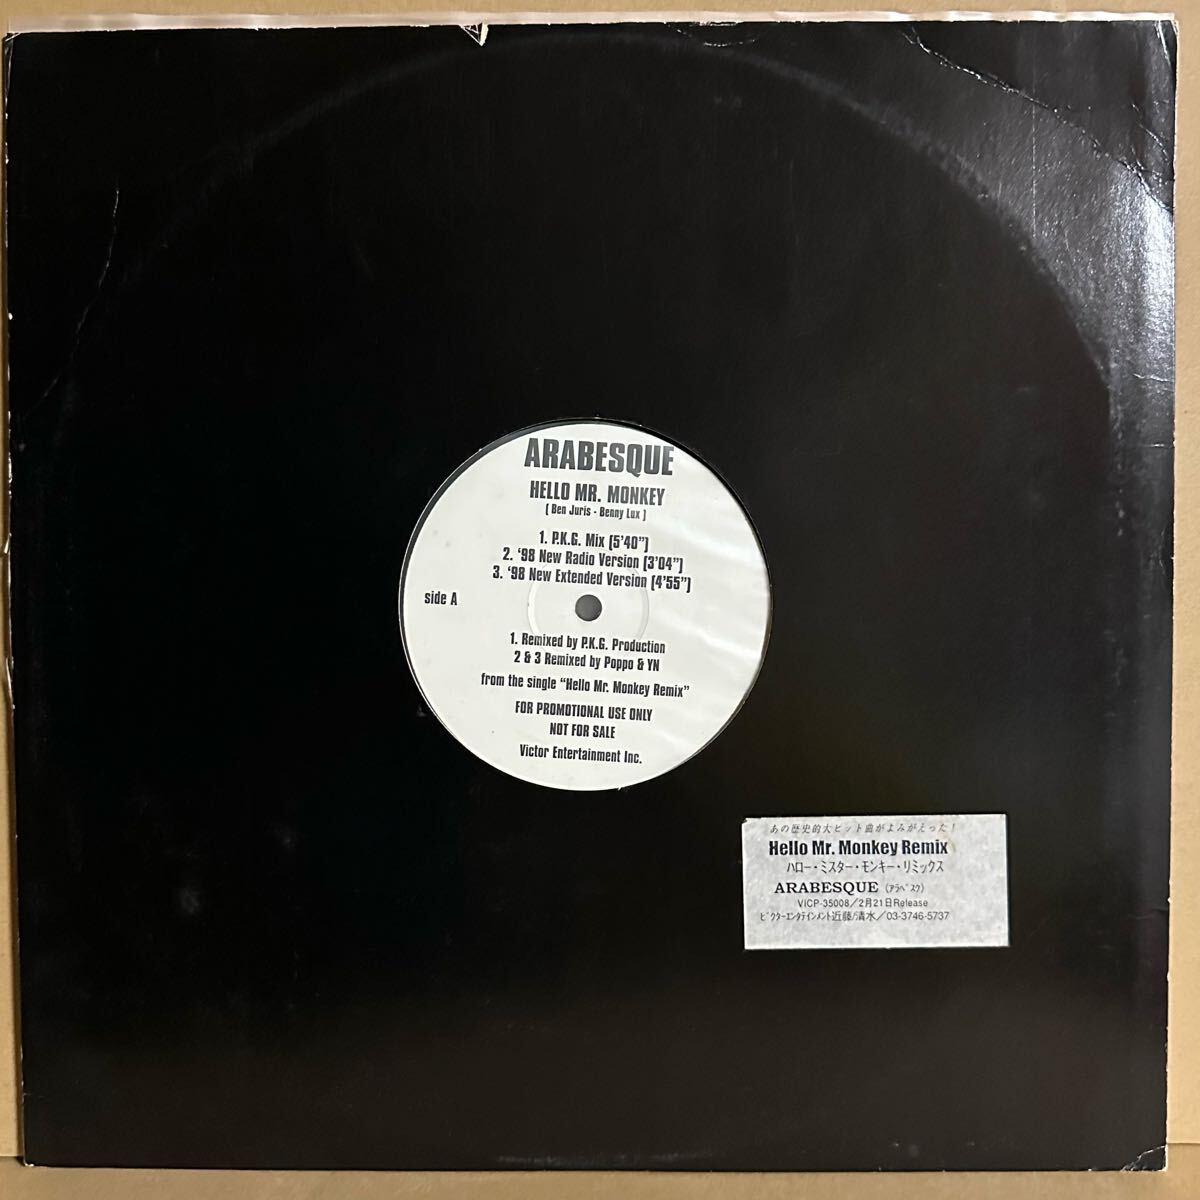 ARABESQUE
HELLO MR. MONKEY
[ Ben Juris - Benny Lux ]
1. P.K.G. Mix (5'40")
2. '98 New Radio Version (3'04")
3. '98 New Extended Version (4'55")
side A
1. Remixed by P.K.G. Production
2 & 3 Remixed by Poppo & YN
from the single "Hello Mr. Monkey Remix"
FOR PROMOTIONAL USE ONLY
NOT FOR SALE
Victor Entertainment Inc.
あの歴史的大ヒット曲がよみがえった!
Hello Mr. Monkey Remix
ハロー・ミスター・モンキー・リミックス
ARABESQUE (アラベスク)
VICP-35008/2月21日Release
ビクターエンタテインメント近藤/清水/03-3746-5737